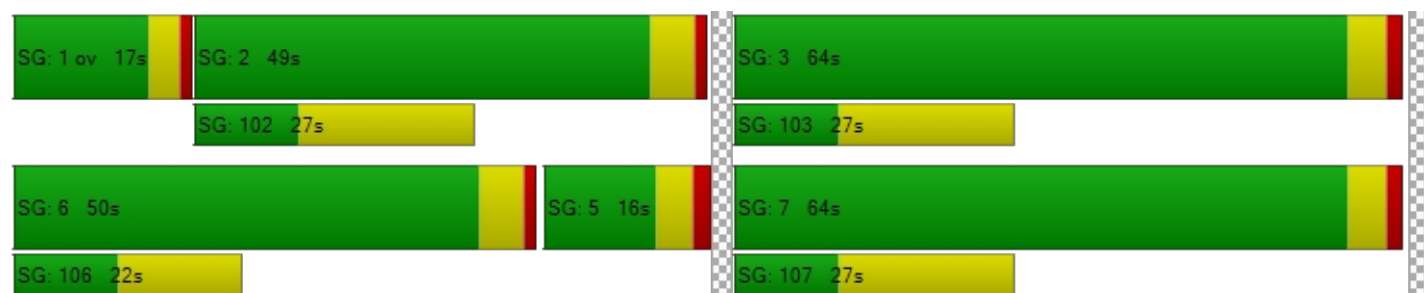 SG: 1 ov 17s SG: 2 49s SG: 3 64s
SG: 102 27s SG: 103 27s
SG: 6 50s SG: 5 16s SG: 7 64s
SG: 106 22s SG: 107 27s